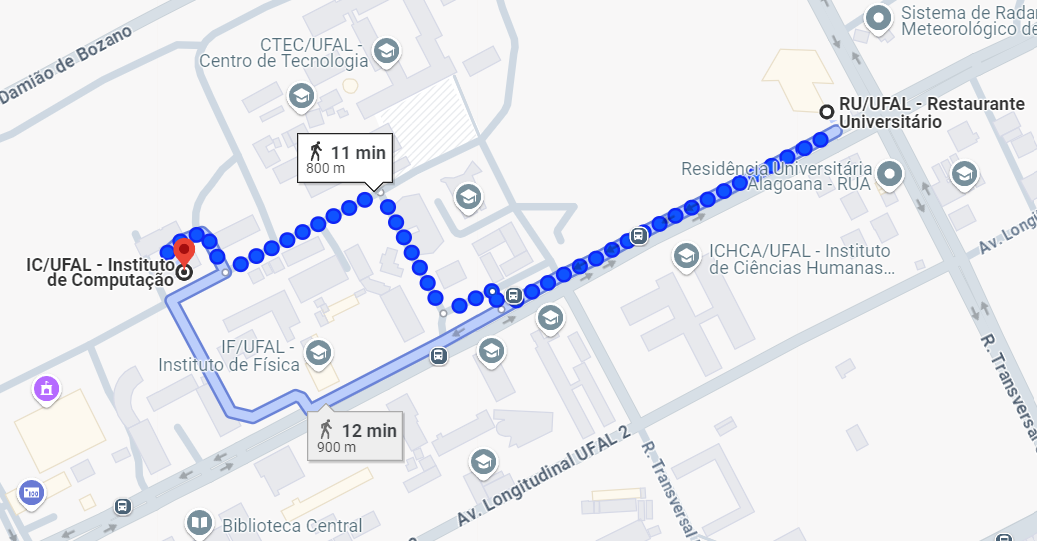 Sistema de Radar
Meteorológico de
Damião de Bozano
CTEC/UFAL -
Centro de Tecnologia
RU/UFAL - Restaurante
Universitário
11 min
800 m
Residência Universitária
Alagoana - RUA
Av. Longitu
IC/UFAL - Instituto
de Computação
ICHCA/UFAL - Instituto
de Ciências Humanas...
IF/UFAL -
Instituto de Física
R. Transversal
12 min
900 m
Av. Longitudinal UFAL 2
R. Transversal
Biblioteca Central